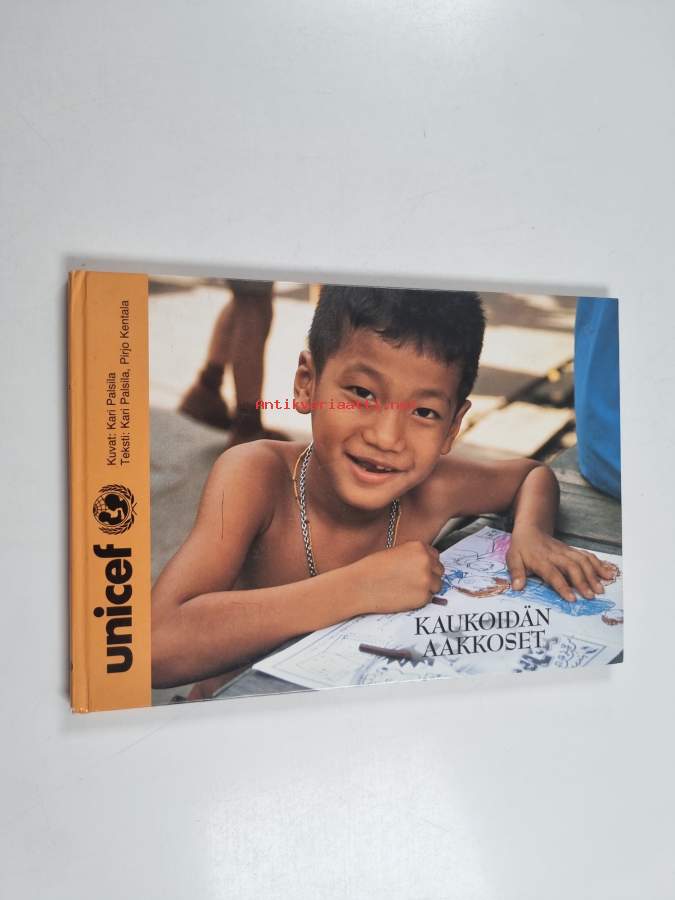 Kuvat: Kari Palsila
Teksti: Kari Palsila, Pirjo Kentala
unicef
Antikvariaatti.net
KAUKOIDÄN
AAKKOSET